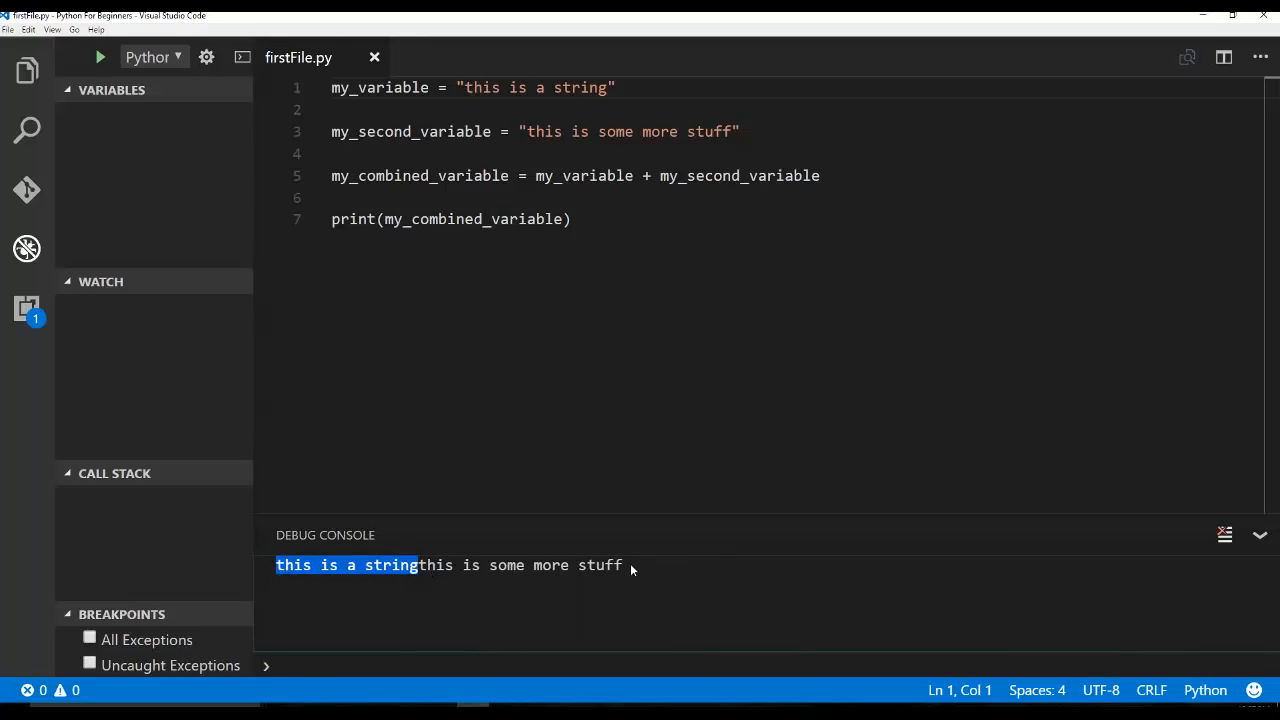 firstFile.py - Python For Beginners - Visual Studio Code
File Edit View Go Help
Python
firstFile.py
VARIABLES
WATCH
CALL STACK
BREAKPOINTS
All Exceptions
Uncaught Exceptions
1 my_variable = "this is a string"
2
3 my_second_variable = "this is some more stuff"
4
5 my_combined_variable = my_variable + my_second_variable
6
7 print(my_combined_variable)
1
DEBUG CONSOLE
this is a stringthis is some more stuff
0 0
Ln 1, Col 1 Spaces: 4 UTF-8 CRLF Python